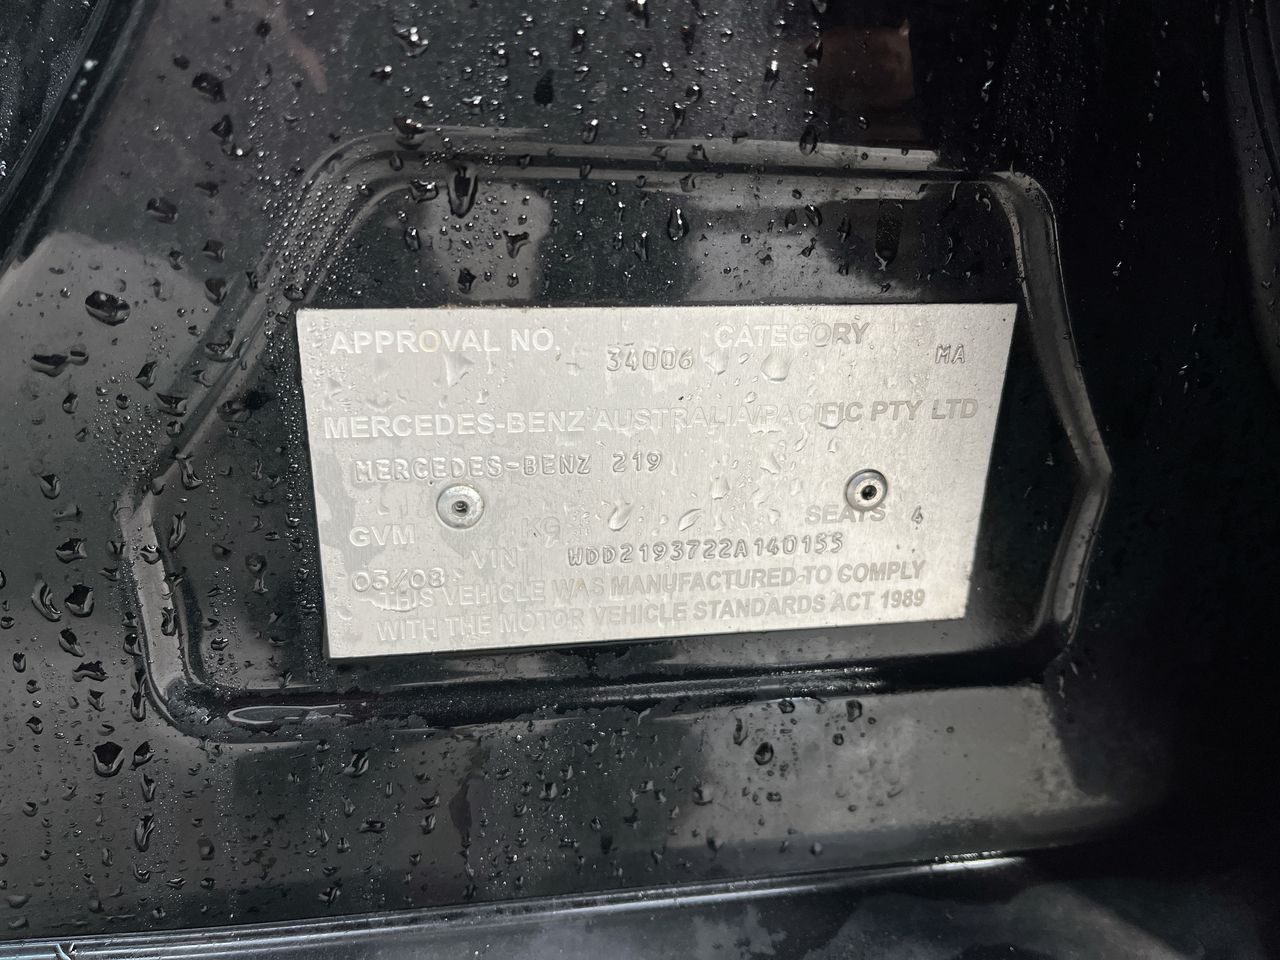 APPROVAL NO. 34006 CATEGORY MA
MERCEDES-BENZ AUSTRALIA/PACIFIC PTY LTD
MERCEDES-BENZ 219
GVM KG SEATS 4
05/08 VIN WDD2193722A140155
THIS VEHICLE WAS MANUFACTURED TO COMPLY
WITH THE MOTOR VEHICLE STANDARDS ACT 1989